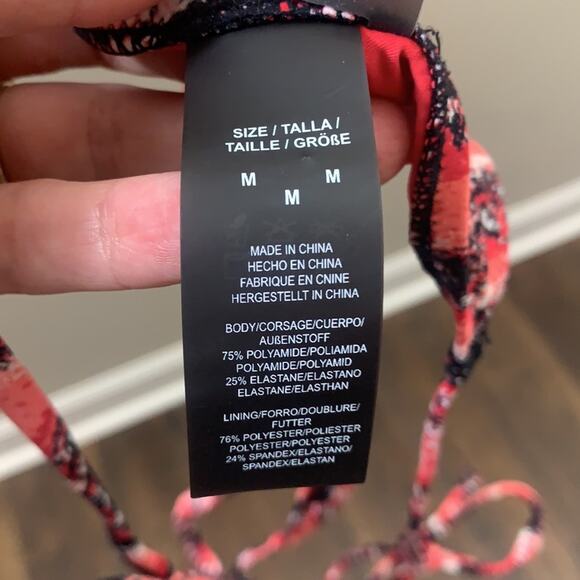 SIZE / TALLA /
TAILLE / GRÖßE
M M
M
MADE IN CHINA
HECHO EN CHINA
FABRIQUE EN CNINE
HERGESTELLT IN CHINA
BODY/CORSAGE/CUERPO/
AUßENSTOFF
75% POLYAMIDE/POLIAMIDA
POLYAMIDE/POLYAMID
25% ELASTANE/ELASTANO
ELASTANE/ELASTHAN
LINING/FORRO/DOUBLURE/
FUTTER
76% POLYESTER/POLIESTER
POLYESTER/POLYESTER
24% SPANDEX/ELASTANO/
SPANDEX/ELASTAN